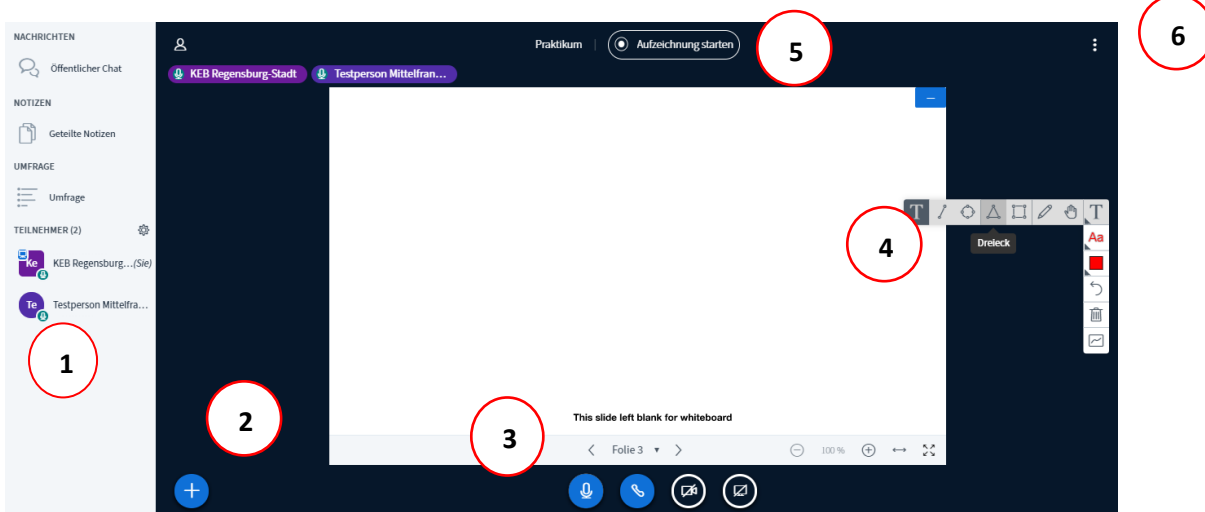 NACHRICHTEN
Öffentlicher Chat
NOTIZEN
Geteilte Notizen
UMFRAGE
Umfrage
TEILNEHMER (2)
Ke KEB Regensburg...(Sie)
Te Testperson Mittelfra...
1
Praktikum | Aufzeichnung starten
5
6
KEB Regensburg-Stadt Testperson Mittelfran...
T T
4
Dreieck
Aa
2
This slide left blank for whiteboard
3
Folie 3 100 %